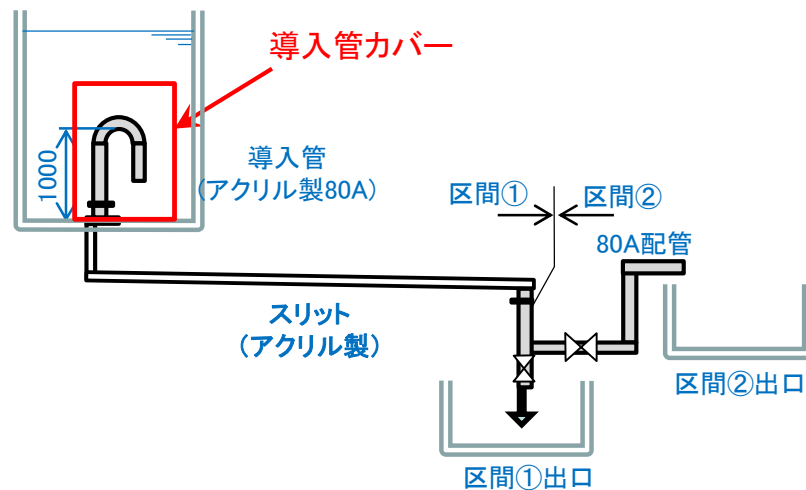 導入管カバー
1000
導入管
(アクリル製80A)
区間① 区間②
80A配管
スリット
(アクリル製)
区間②出口
区間①出口